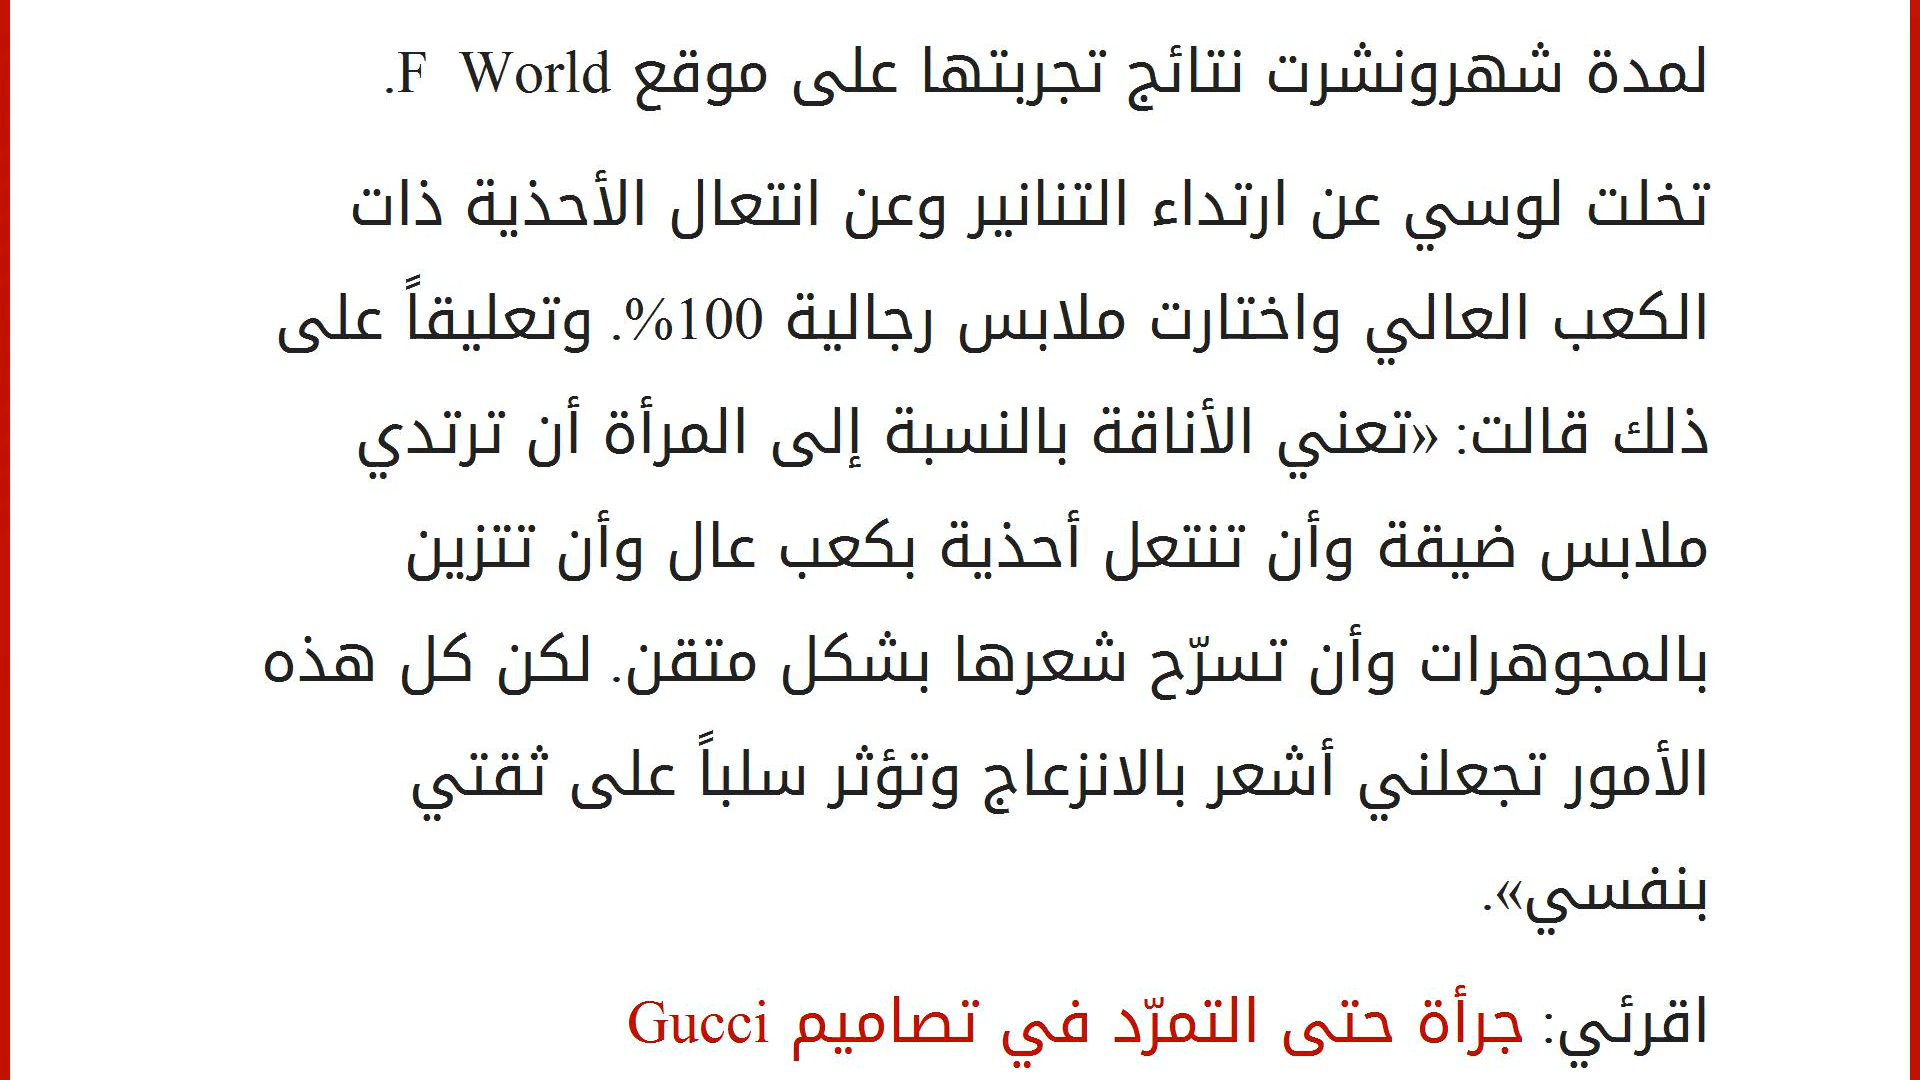 لمدة شهرونشرت نتائج تجربتها على موقع F World.
تخلت لوسي عن ارتداء التنانير وعن انتعال الأحذية ذات
الكعب العالي واختارت ملابس رجالية 100%. وتعليقاً على
ذلك قالت: «تعني الأناقة بالنسبة إلى المرأة أن ترتدي
ملابس ضيقة وأن تنتعل أحذية بكعب عال وأن تتزين
بالمجوهرات وأن تسرّح شعرها بشكل متقن. لكن كل هذه
الأمور تجعلني أشعر بالانزعاج وتؤثر سلباً على ثقتي
بنفسي».
اقرئي: جرأة حتى التمرّد في تصاميم Gucci